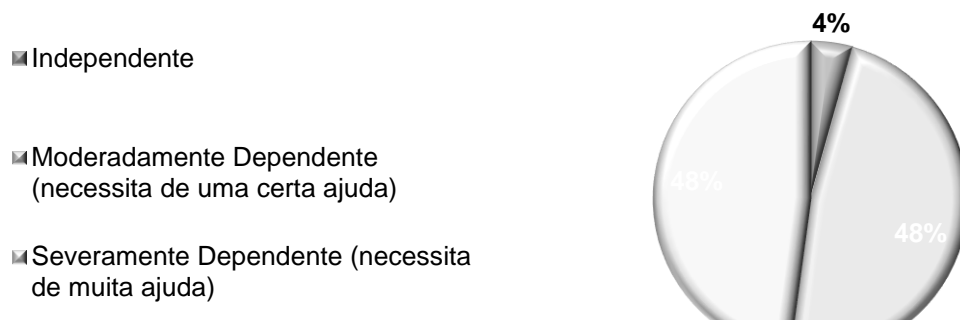 4%
Independente
Moderadamente Dependente
(necessita de uma certa ajuda)
48%
48%
Severamente Dependente (necessita
de muita ajuda)